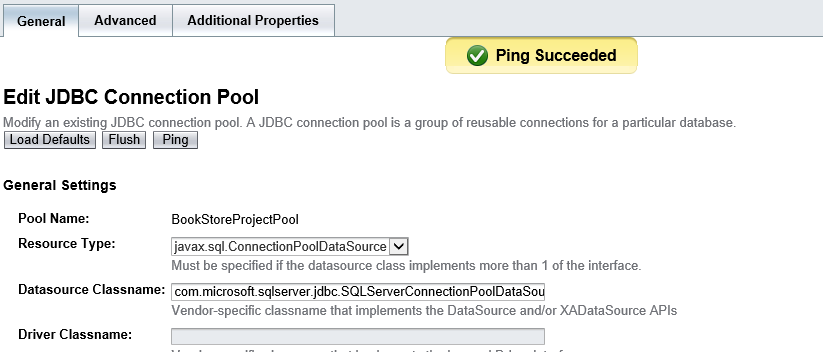 General Advanced Additional Properties
Ping Succeeded
Edit JDBC Connection Pool
Modify an existing JDBC connection pool. A JDBC connection pool is a group of reusable connections for a particular database.
Load Defaults Flush Ping
General Settings
Pool Name: BookStoreProjectPool
Resource Type: javax.sql.ConnectionPoolDataSource
Must be specified if the datasource class implements more than 1 of the interface.
Datasource Classname: com.microsoft.sqlserver.jdbc.SQLServerConnectionPoolDataSou
Vendor-specific classname that implements the DataSource and/or XADataSource APIs
Driver Classname: